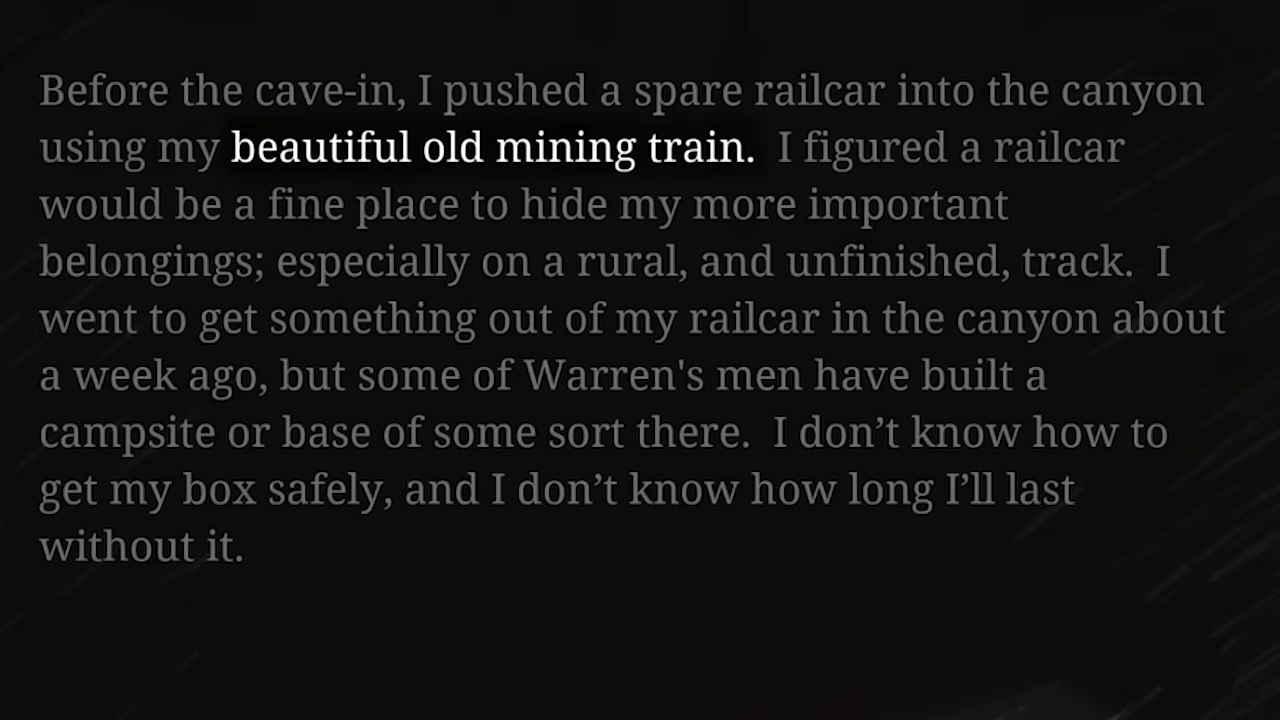 Before the cave-in, I pushed a spare railcar into the canyon
using my beautiful old mining train.  I figured a railcar
would be a fine place to hide my more important
belongings; especially on a rural, and unfinished, track.  I
went to get something out of my railcar in the canyon about
a week ago, but some of Warren's men have built a
campsite or base of some sort there.  I don’t know how to
get my box safely, and I don’t know how long I’ll last
without it.